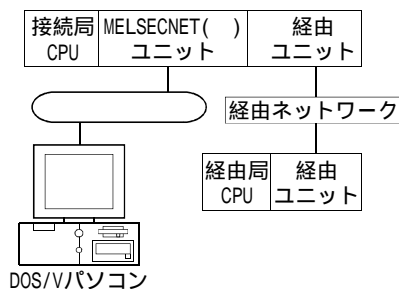 接続局
CPU
MELSECNET( )
ユニット
経由
ユニット
経由ネットワーク
経由局
CPU
経由
ユニット
DOS/Vパソコン